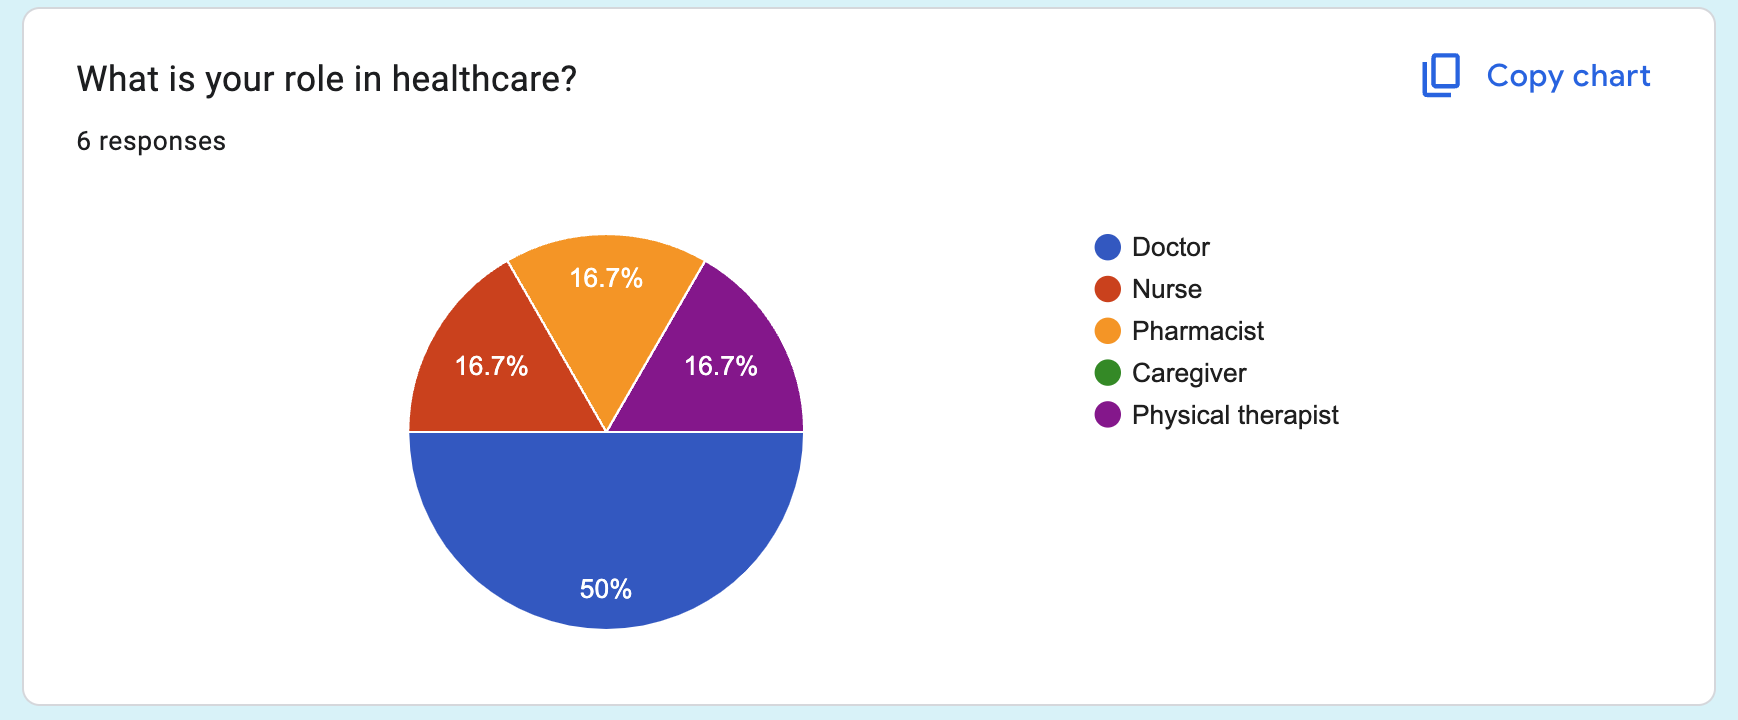 What is your role in healthcare?
Copy chart
6 responses
16.7%
16.7%
16.7%
50%
Doctor
Nurse
Pharmacist
Caregiver
Physical therapist